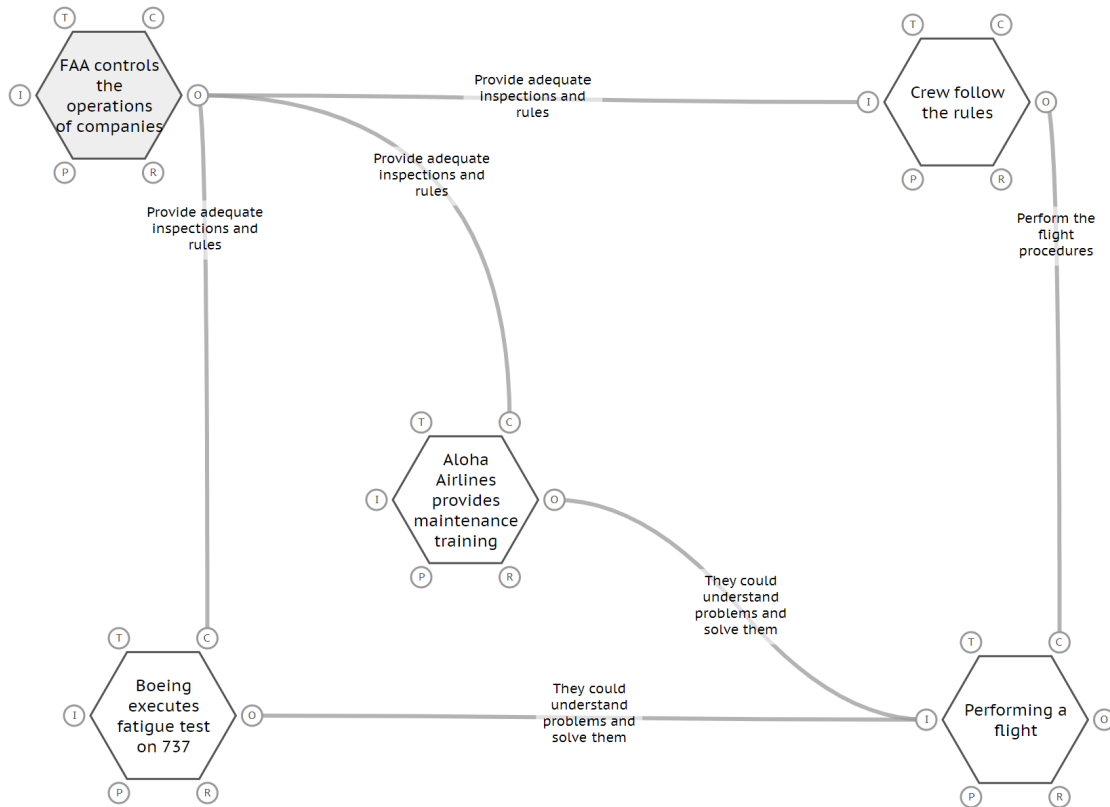 T
C
FAA controls
the
operations
of companies
I
O
P
R
Provide adequate
inspections and
rules
T
C
Crew follow
the rules
I
O
P
R
Provide adequate
inspections and
rules
Provide adequate
inspections and
rules
Perform the
flight
procedures
T
C
Aloha
Airlines
provides
maintenance
training
I
O
P
R
They could
understand
problems and
solve them
T
C
Boeing
executes
fatigue test
on 737
I
O
P
R
They could
understand
problems and
solve them
T
C
Performing a
flight
I
O
P
R